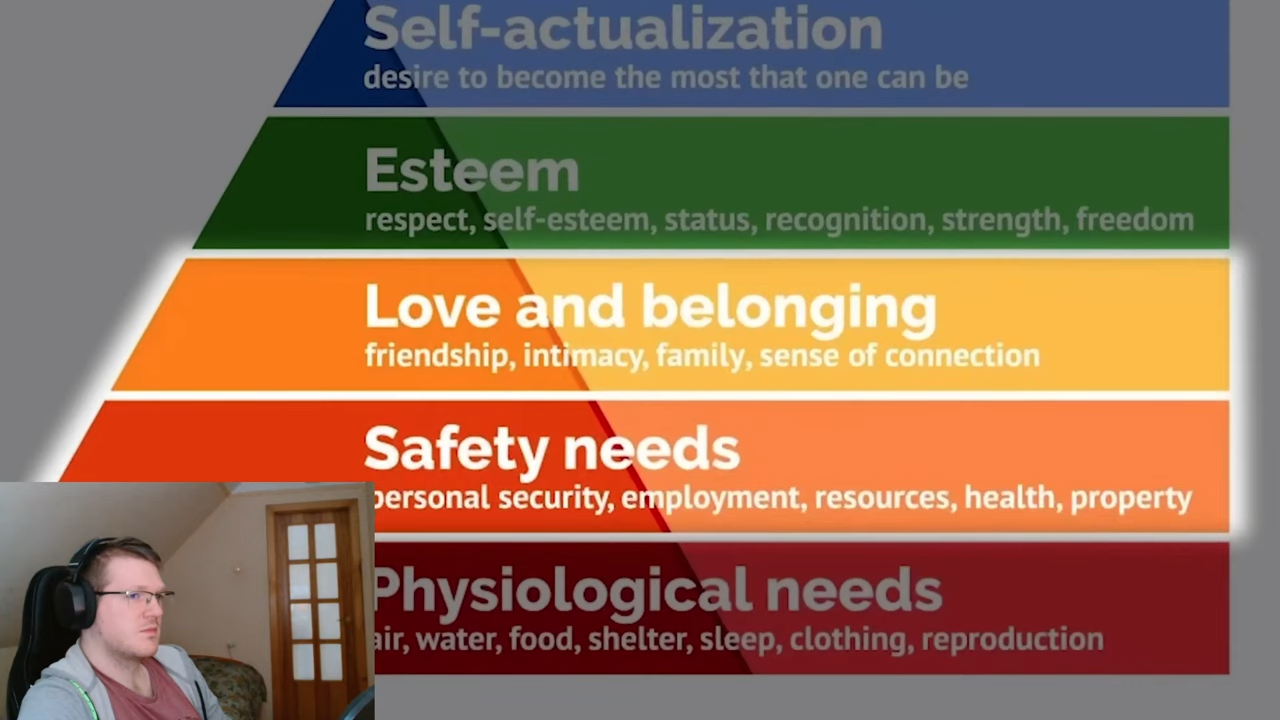 Self-actualization
desire to become the most that one can be
Esteem
respect, self-esteem, status, recognition, strength, freedom
Love and belonging
friendship, intimacy, family, sense of connection
Safety needs
personal security, employment, resources, health, property
Physiological needs
air, water, food, shelter, sleep, clothing, reproduction